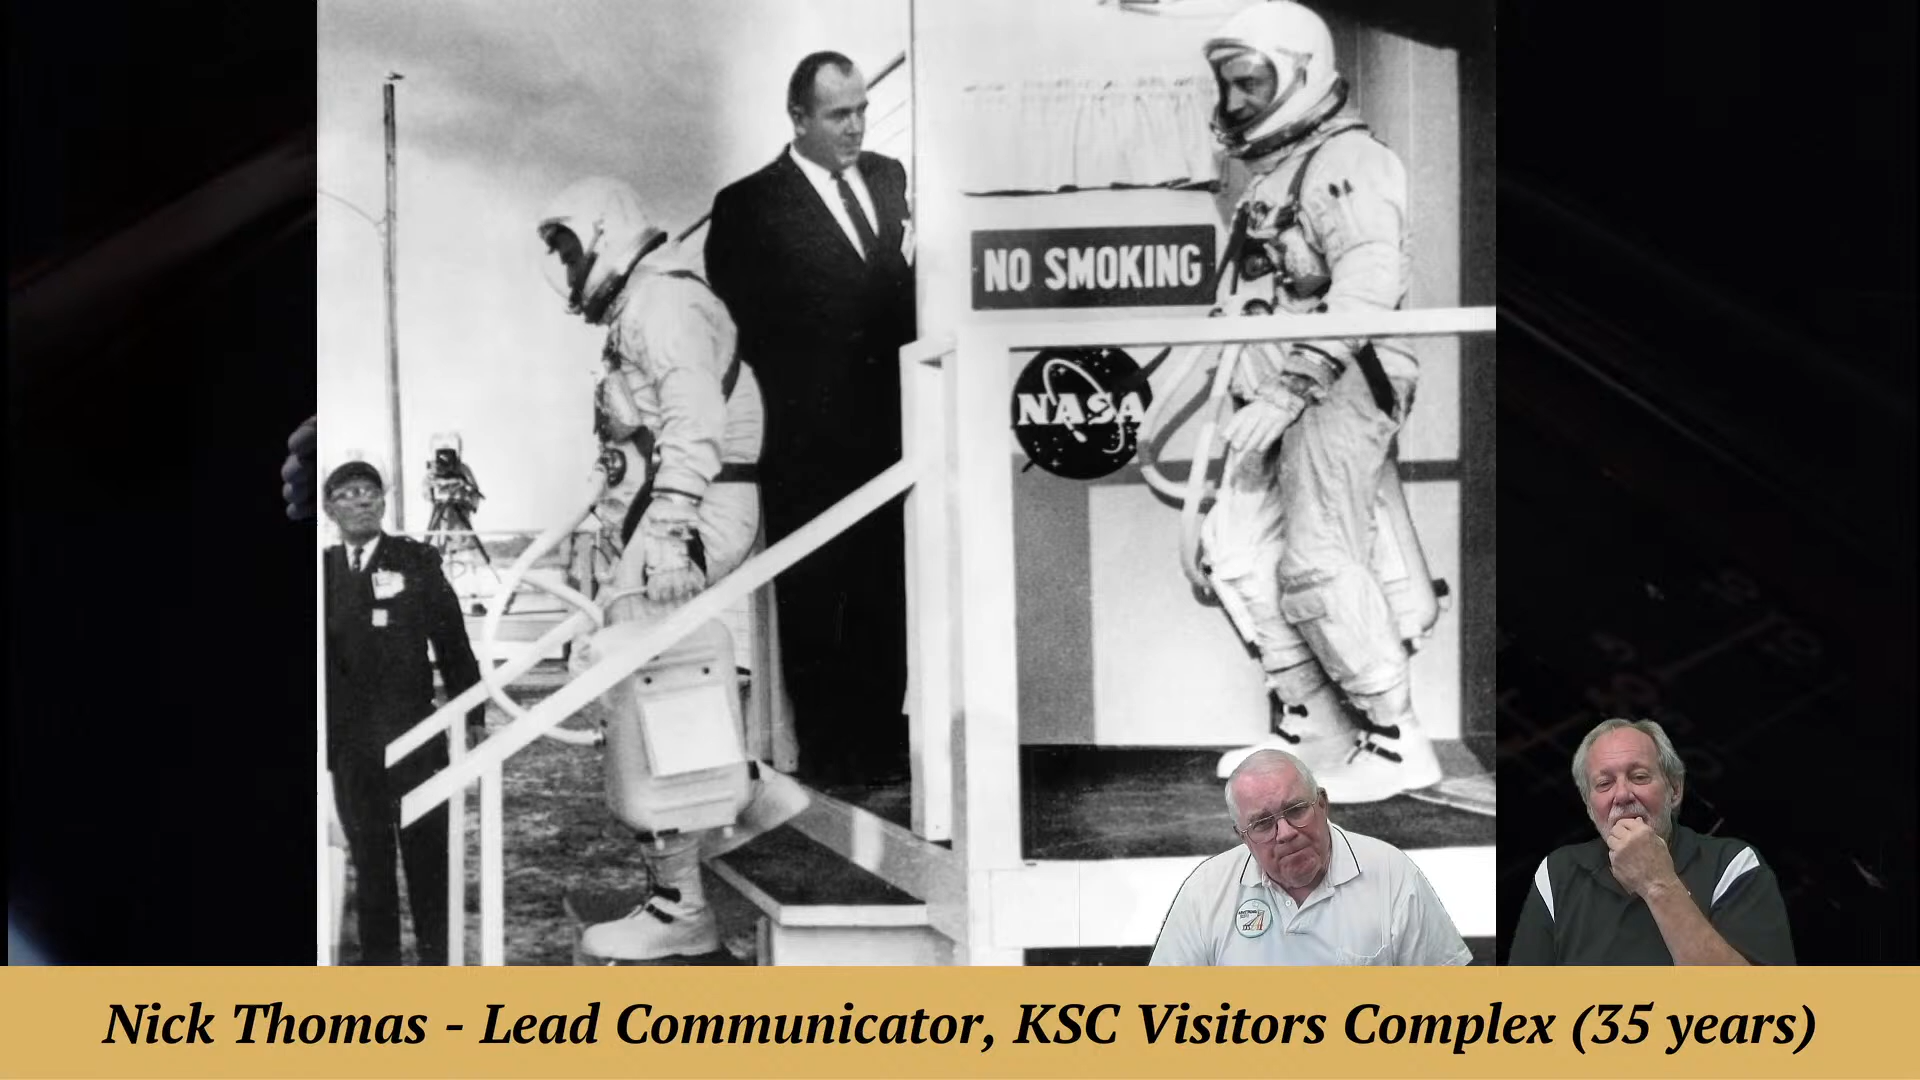 NO SMOKING
NASA
Nick Thomas - Lead Communicator, KSC Visitors Complex (35 years)